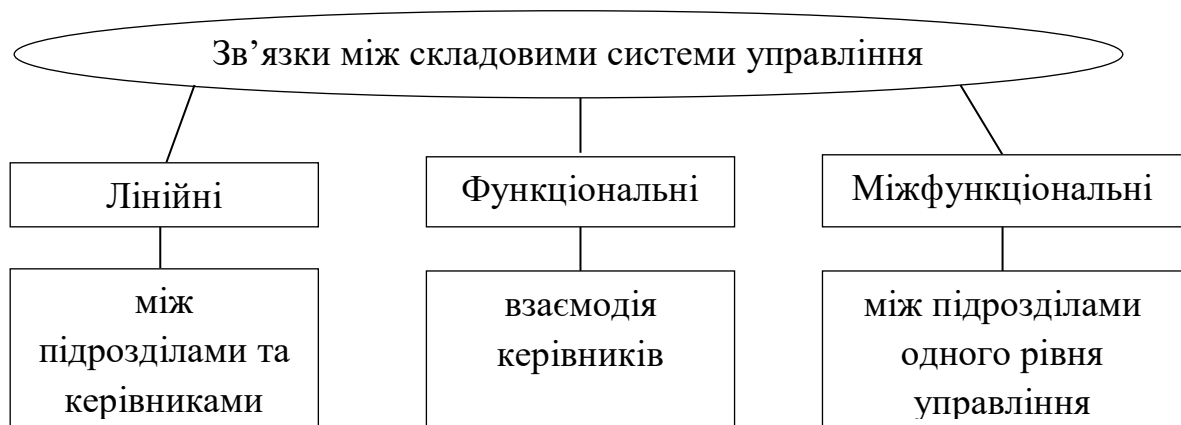 Зв’язки між складовими системи управління
Лінійні
Функціональні
Міжфункціональні
між
підрозділами та
керівниками
взаємодія
керівників
між підрозділами
одного рівня
управління